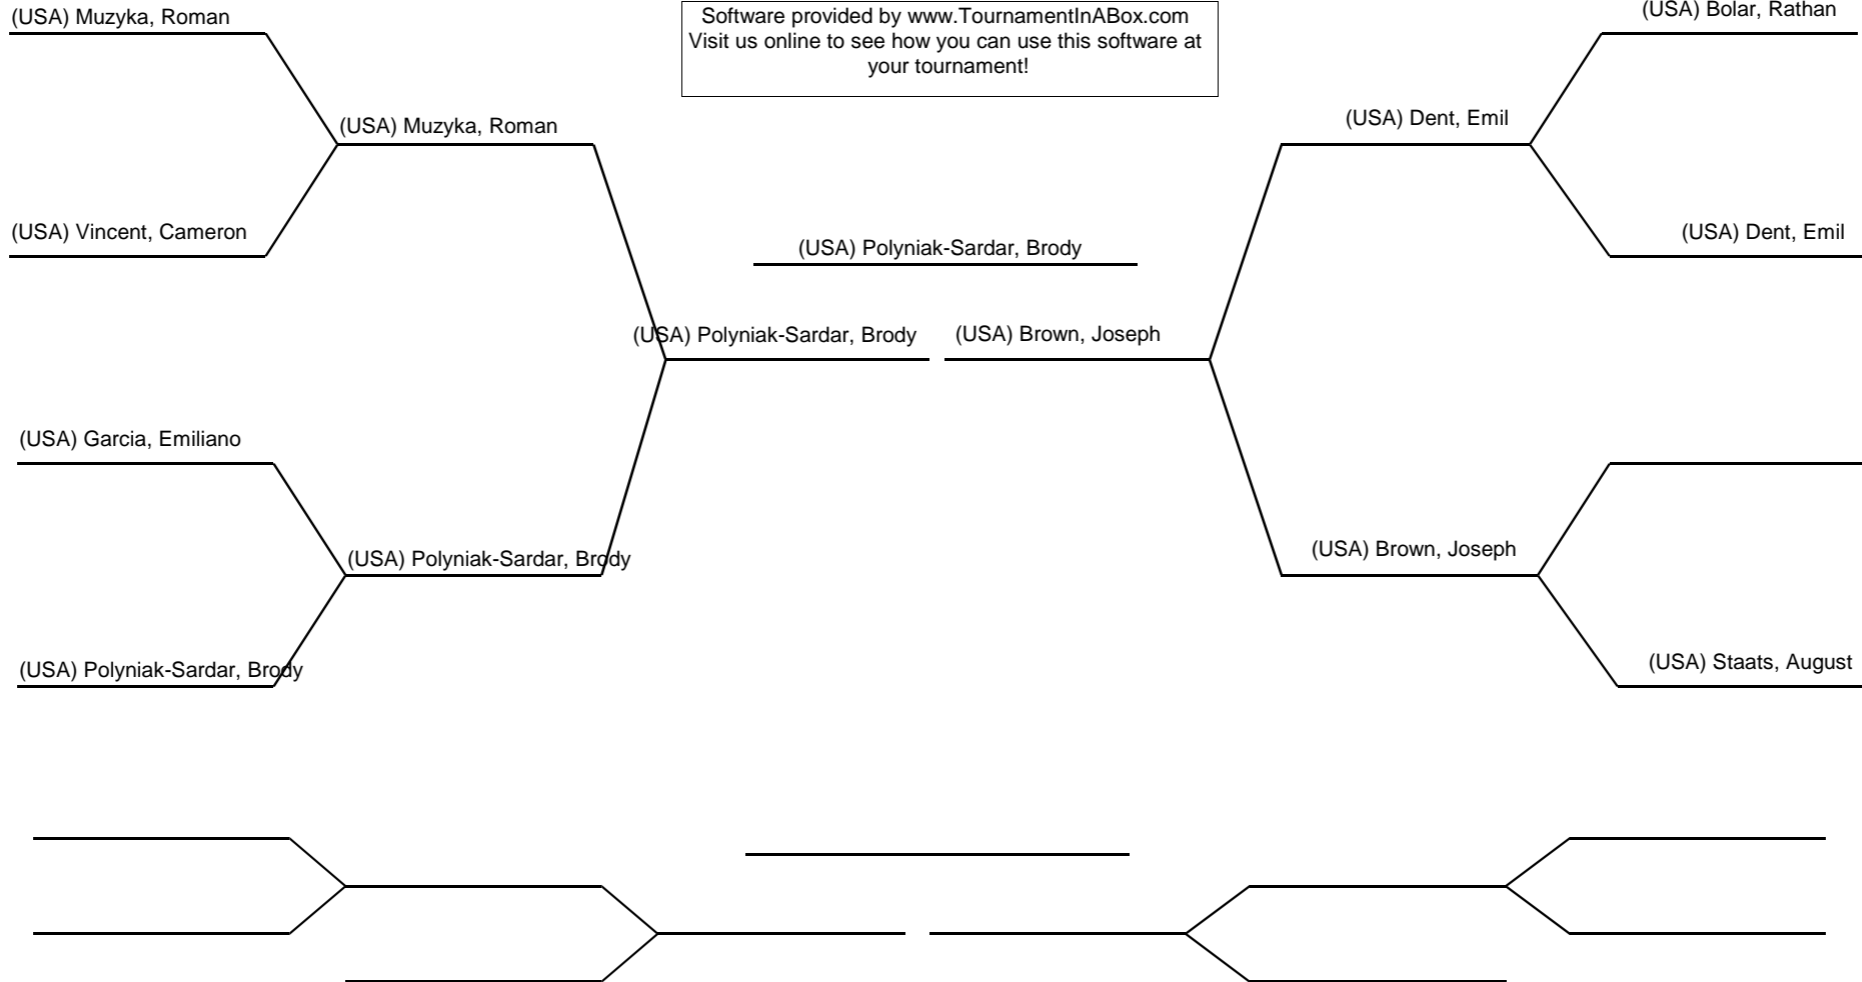 (USA) Muzyka, Roman
Software provided by www.TournamentInABox.com
Visit us online to see how you can use this software at
your tournament!
(USA) Bolar, Rathan
(USA) Muzyka, Roman
(USA) Dent, Emil
(USA) Vincent, Cameron
(USA) Dent, Emil
(USA) Polyniak-Sardar, Brody
(USA) Polyniak-Sardar, Brody
(USA) Brown, Joseph
(USA) Garcia, Emiliano
(USA) Polyniak-Sardar, Brody
(USA) Brown, Joseph
(USA) Polyniak-Sardar, Brody
(USA) Staats, August